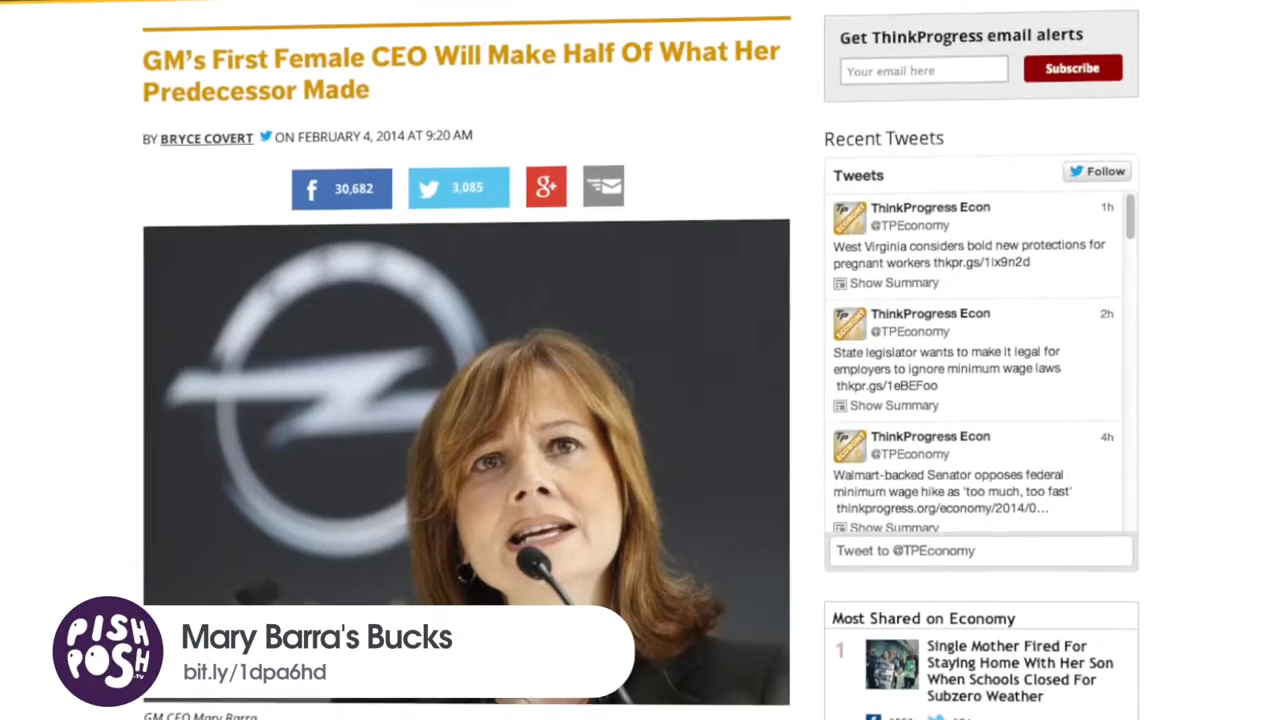 GM's First Female CEO Will Make Half Of What Her
Predecessor Made
BY BRYCE COVERT ON FEBRUARY 4, 2014 AT 9:20 AM
f 30,682
3,085
g+
GM CEO Mary Barra
PISH
POSH
.TV
Mary Barra's Bucks
bit.ly/1dpa6hd
Get ThinkProgress email alerts
Your email here
Subscribe
Recent Tweets
Tweets
Follow
ThinkProgress Econ 1h
@TPEconomy
West Virginia considers bold new protections for
pregnant workers thkpr.gs/1ix9n2d
Show Summary
ThinkProgress Econ 2h
@TPEconomy
State legislator wants to make it legal for
employers to ignore minimum wage laws
thkpr.gs/1eBEFoo
Show Summary
ThinkProgress Econ 4h
@TPEconomy
Walmart-backed Senator opposes federal
minimum wage hike as 'too much, too fast'
thinkprogress.org/economy/2014/0...
Show Summary
Tweet to @TPEconomy
Most Shared on Economy
1
Single Mother Fired For
Staying Home With Her Son
When Schools Closed For
Subzero Weather